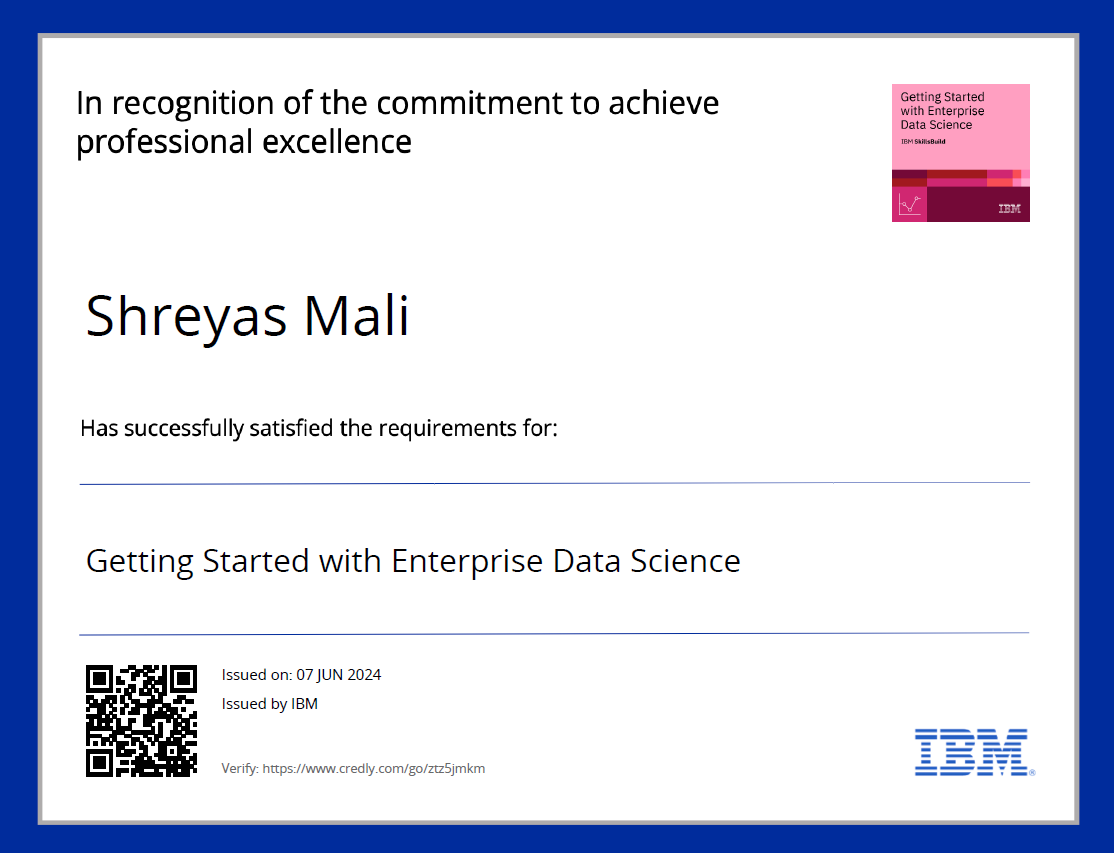 In recognition of the commitment to achieve
professional excellence
Getting Started
with Enterprise
Data Science
IBM SkillsBuild
IBM
Shreyas Mali
Has successfully satisfied the requirements for:
Getting Started with Enterprise Data Science
Issued on: 07 JUN 2024
Issued by IBM
Verify: https://www.credly.com/go/ztz5jmkm
IBM®